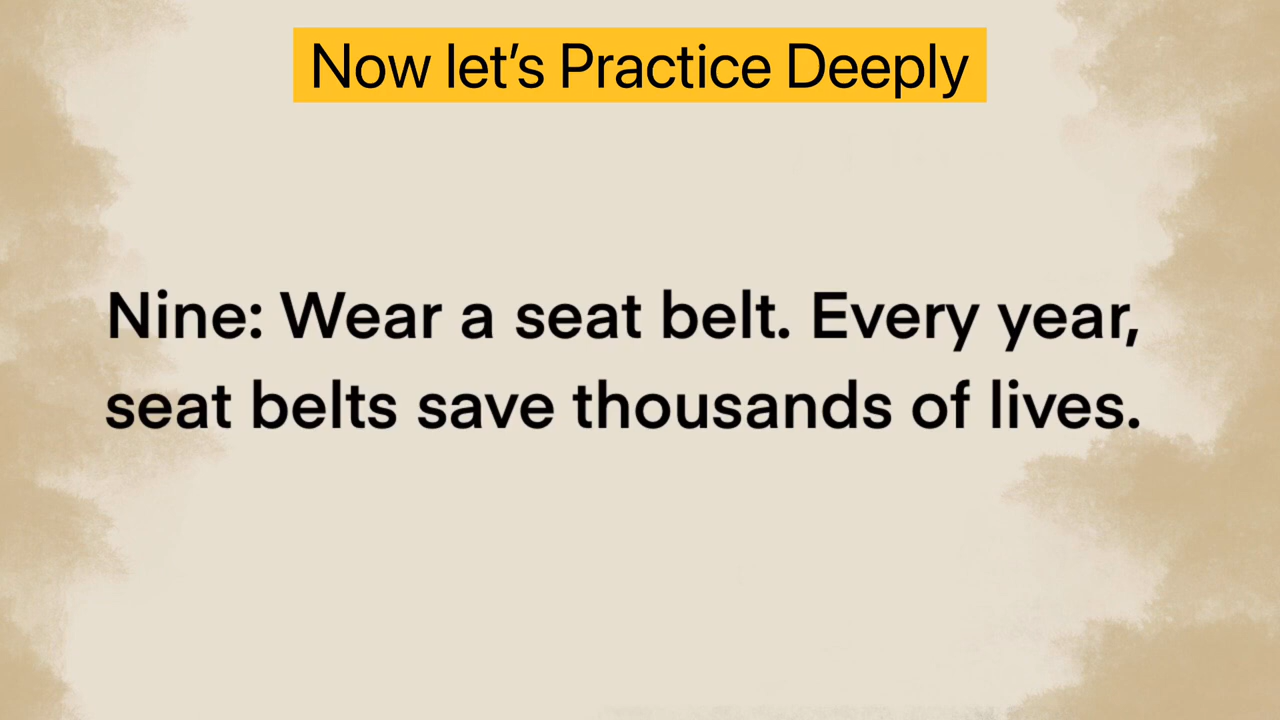 Now let’s Practice Deeply
Nine: Wear a seat belt. Every year,
seat belts save thousands of lives.